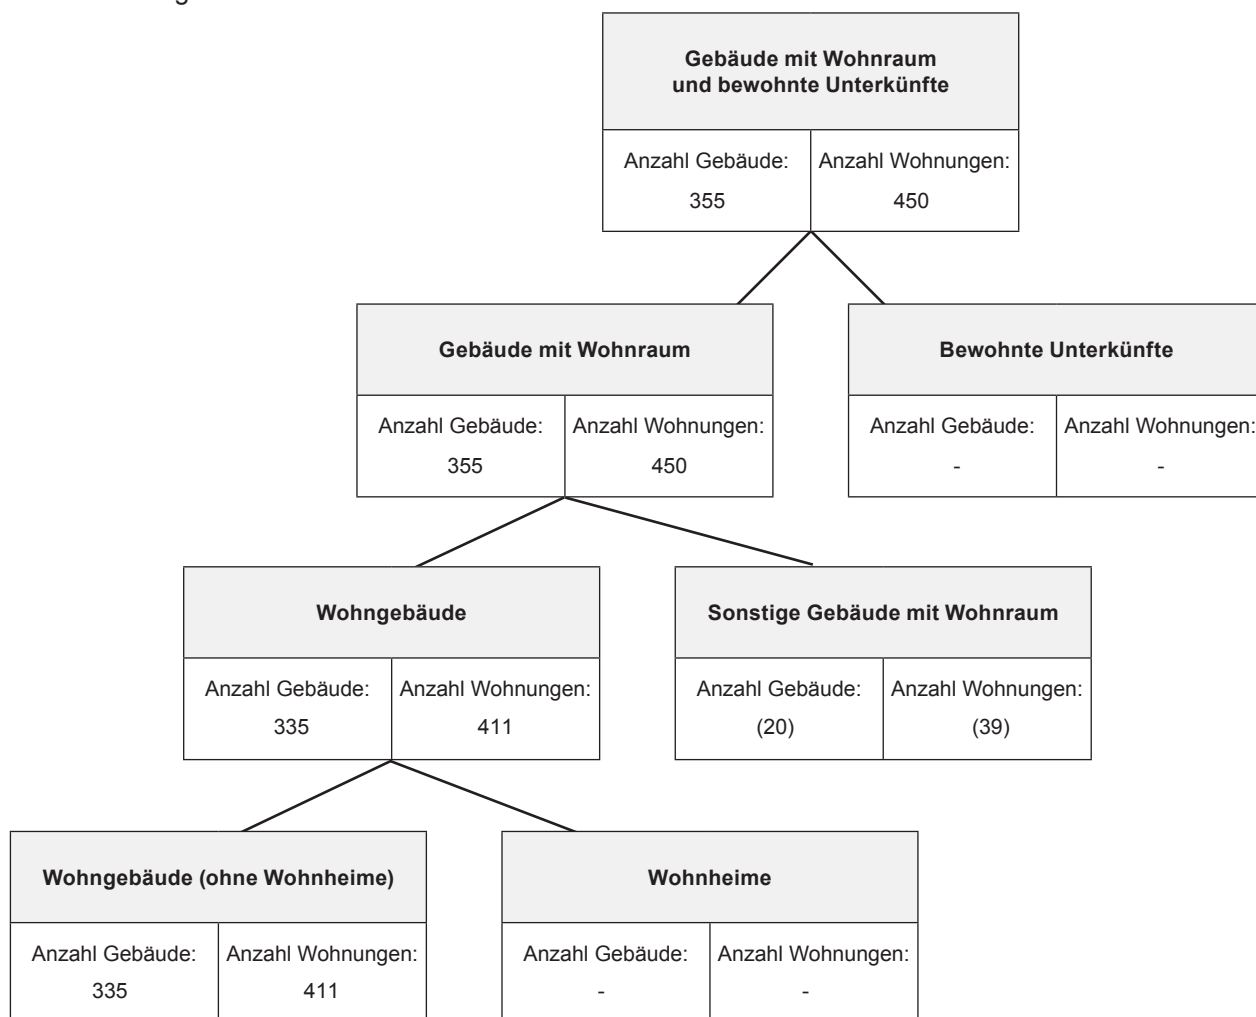 Gebäude mit Wohnraum
und bewohnte Unterkünfte
Anzahl Gebäude: Anzahl Wohnungen:
355 450
Gebäude mit Wohnraum
Anzahl Gebäude: Anzahl Wohnungen:
355 450
Bewohnte Unterkünfte
Anzahl Gebäude: Anzahl Wohnungen:
- -
Wohngebäude
Anzahl Gebäude: Anzahl Wohnungen:
335 411
Sonstige Gebäude mit Wohnraum
Anzahl Gebäude: Anzahl Wohnungen:
(20) (39)
Wohngebäude (ohne Wohnheime)
Anzahl Gebäude: Anzahl Wohnungen:
335 411
Wohnheime
Anzahl Gebäude: Anzahl Wohnungen:
- -